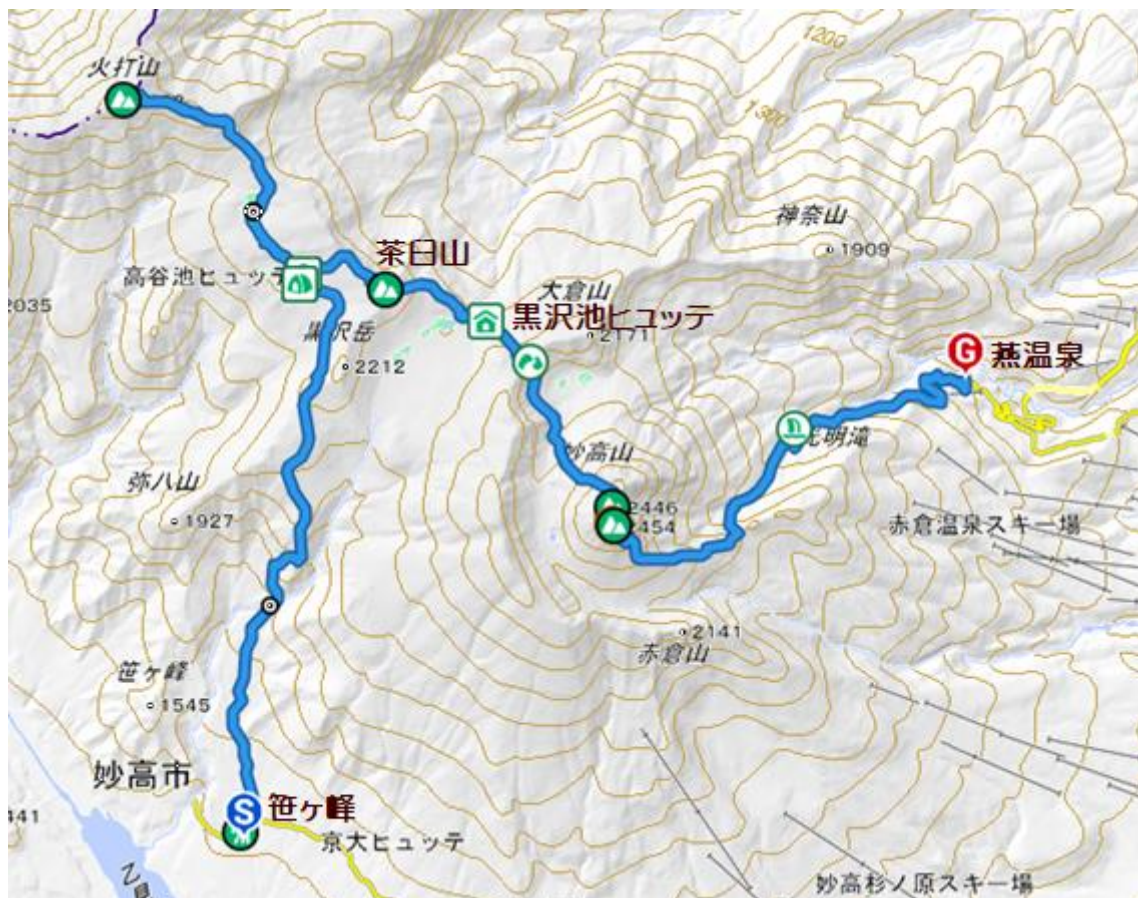 1200
火打山
1300
神奈山
1909
茶臼山
高谷池ヒュッテ
大倉山
2035
黒沢池ヒュッテ
黒沢岳
2171
燕温泉
2212
光明滝
妙高山
弥八山
2446
1927
2454
赤倉温泉スキー場
2141
赤倉山
笹ヶ峰
1545
妙高市
S
笹ヶ峰
441
京大ヒュッテ
乙見
妙高杉ノ原スキー場
G